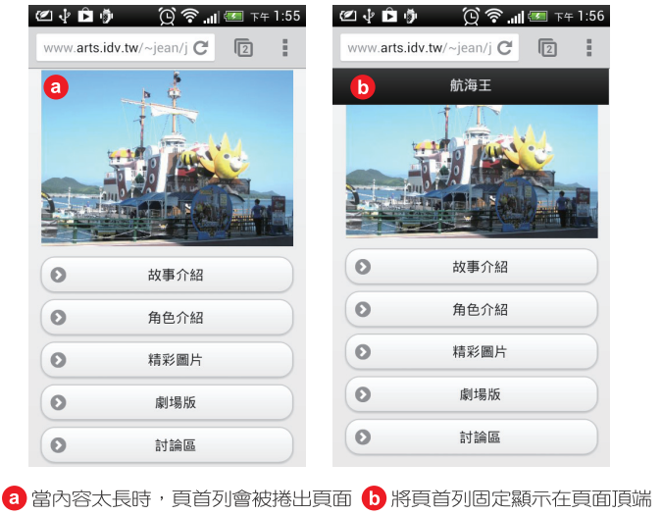 下午 1:55
www.arts.idv.tw/~jean/j
2
a
故事介紹
角色介紹
精彩圖片
劇場版
討論區
下午 1:56
www.arts.idv.tw/~jean/j
2
b 航海王
故事介紹
角色介紹
精彩圖片
劇場版
討論區
a 當內容太長時，頁首列會被捲出頁面 b 將頁首列固定顯示在頁面頂端